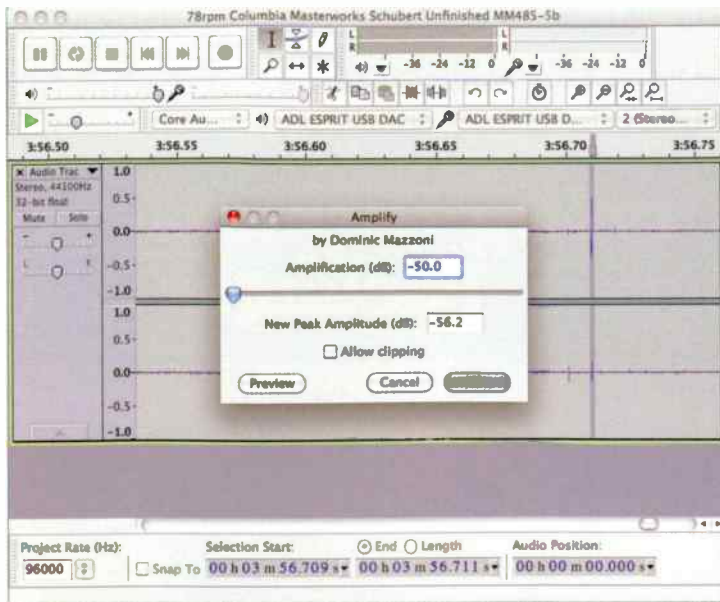 78rpm Columbia Masterworks Schubert Unfinished MM485-5b
L
R
-36 -24 -12 0
L
R
-36 -24 -12 0
Core Au...
ADL ESPRIT USB DAC
ADL ESPRIT USB D...
2 (Stereo...
3:56.50 3:56.55 3:56.60 3:56.65 3:56.70 3:56.75
Audio Trac
Stereo, 44100Hz
32-bit float
Mute Solo
- +
L R
1.0
0.5
0.0
-0.5
-1.0
1.0
0.5
0.0
-0.5
-1.0
Amplify
by Dominic Mazzoni
Amplification (dB): -50.0
New Peak Amplitude (dB): -56.2
Allow clipping
Preview Cancel
Project Rate (Hz): Selection Start: End Length Audio Position:
96000 Snap To 00 h 03 m 56.709 s 00 h 03 m 56.711 s 00 h 00 m 00.000 s